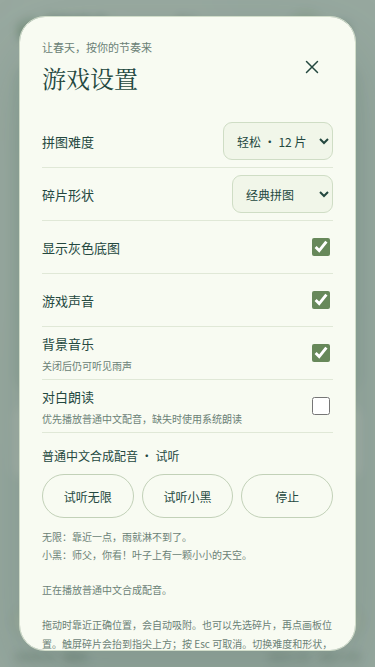 让春天，按你的节奏来
游戏设置
拼图难度
轻松 · 12 片
碎片形状
经典拼图
显示灰色底图
游戏声音
背景音乐
关闭后仍可听见雨声
对白朗读
优先播放普通中文配音，缺失时使用系统朗读
普通中文合成配音 · 试听
试听无限
试听小黑
停止
无限：靠近一点，雨就淋不到了。
小黑：师父，你看！叶子上有一颗小小的天空。
正在播放普通中文合成配音。
拖动时靠近正确位置，会自动吸附。也可以先选碎片，再点画板位
置。触屏碎片会抬到指尖上方；按 Esc 可取消。切换难度和形状，